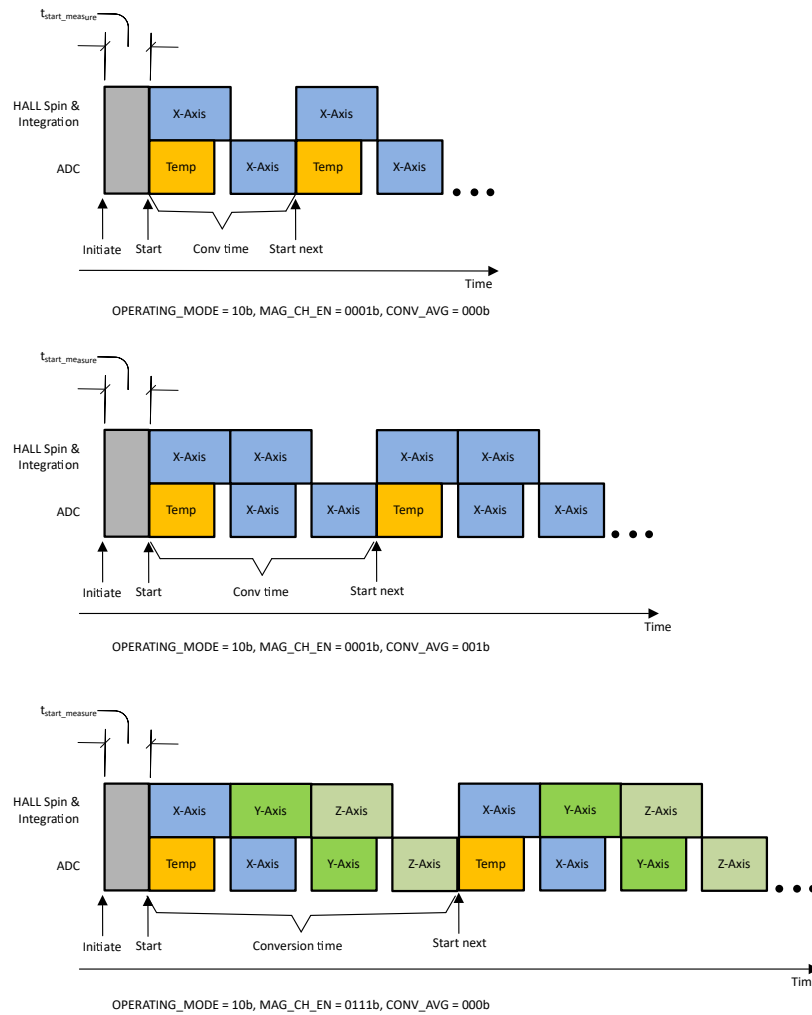 tstart_measure
HALL Spin &
Integration
X-Axis
X-Axis
ADC
Temp
X-Axis
Temp
X-Axis
Initiate
Start
Conv time
Start next
Time
OPERATING_MODE = 10b, MAG_CH_EN = 0001b, CONV_AVG = 000b
tstart_measure
HALL Spin &
Integration
X-Axis
X-Axis
X-Axis
X-Axis
ADC
Temp
X-Axis
X-Axis
Temp
X-Axis
X-Axis
Initiate
Start
Conv time
Start next
Time
OPERATING_MODE = 10b, MAG_CH_EN = 0001b, CONV_AVG = 001b
tstart_measure
HALL Spin &
Integration
X-Axis
Y-Axis
Z-Axis
X-Axis
Y-Axis
Z-Axis
ADC
Temp
X-Axis
Y-Axis
Z-Axis
Temp
X-Axis
Y-Axis
Z-Axis
Initiate
Start
Conversion time
Start next
Tim
OPERATING_MODE = 10b, MAG_CH_EN = 0111b, CONV_AVG = 000b